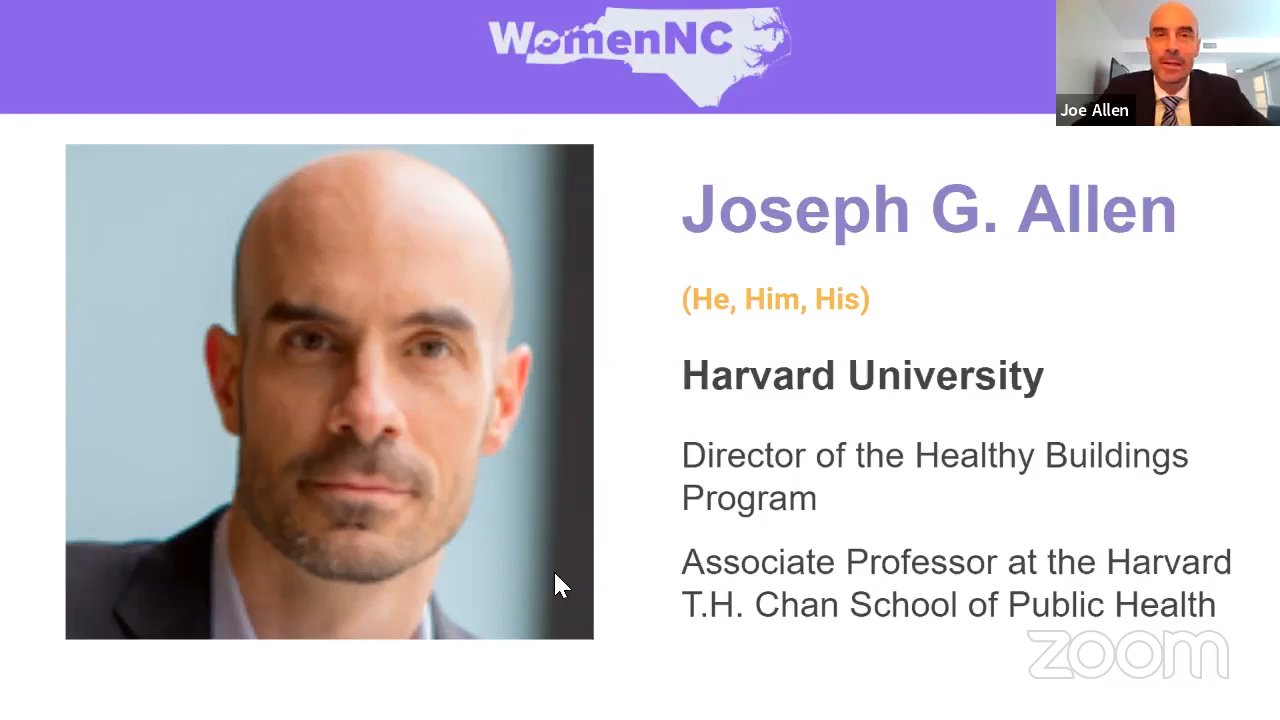 WomenNC
Joe Allen
Joseph G. Allen
(He, Him, His)
Harvard University
Director of the Healthy Buildings
Program
Associate Professor at the Harvard
T.H. Chan School of Public Health
zoom